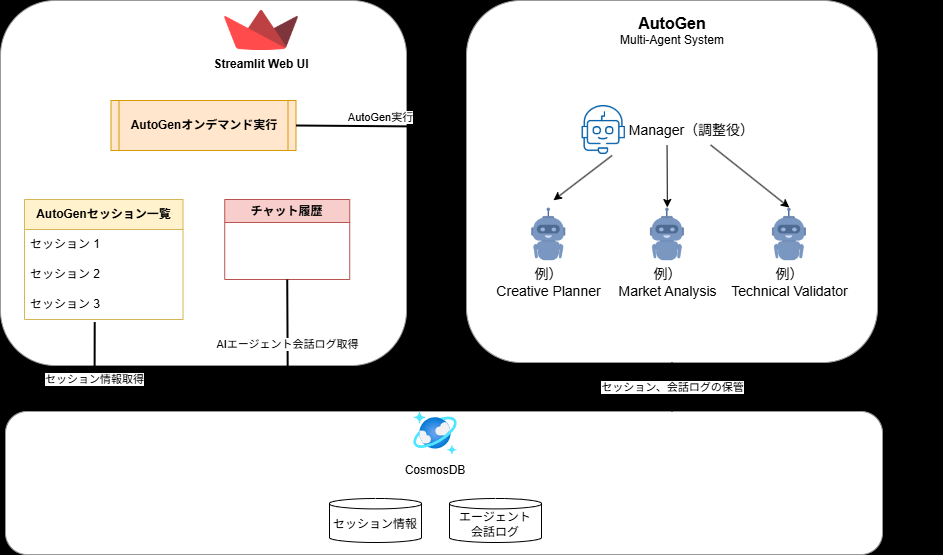 Streamlit Web UI
AutoGenオンデマンド実行
AutoGen実行
AutoGenセッション一覧
セッション 1
セッション 2
セッション 3
チャット履歴
AIエージェント会話ログ取得
セッション情報取得
AutoGen
Multi-Agent System
Manager（調整役）
例）
Creative Planner
例）
Market Analysis
例）
Technical Validator
セッション、会話ログの保管
CosmosDB
セッション情報
エージェント
会話ログ